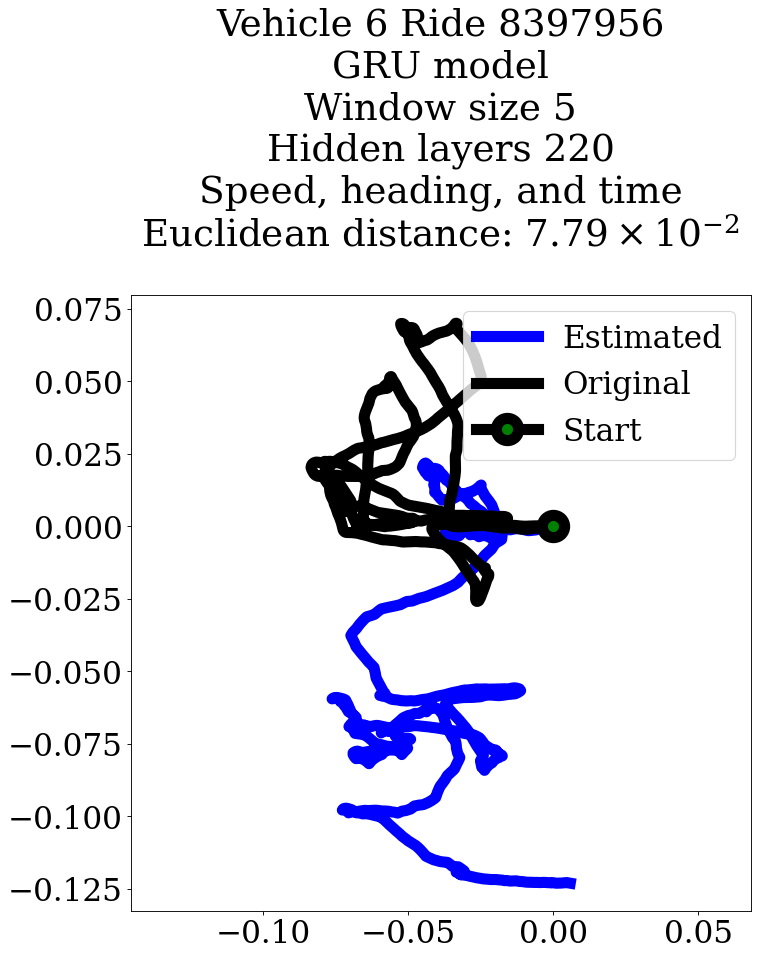 Vehicle 6 Ride 8397956
GRU model
Window size 5
Hidden layers 220
Speed, heading, and time
Euclidean distance: 7.79 × 10⁻²
0.075
0.050
0.025
0.000
−0.025
−0.050
−0.075
−0.100
−0.125
Estimated
Original
Start
−0.10
−0.05
0.00
0.05